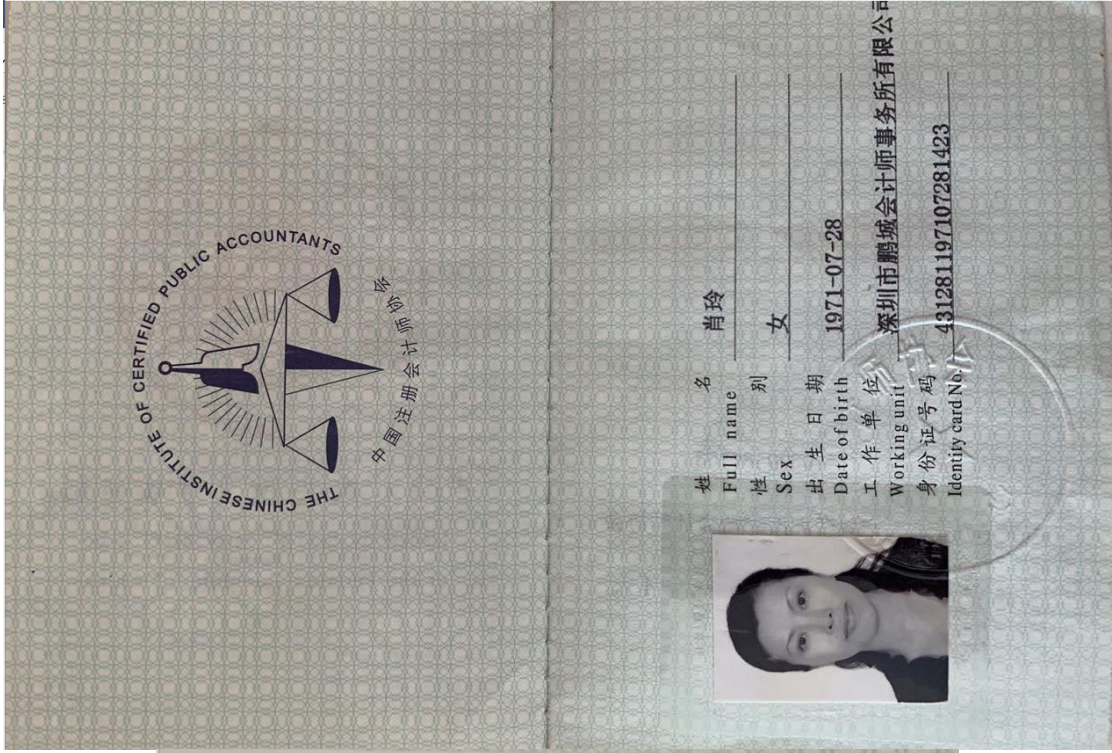 THE CHINESE INSTITUTE OF CERTIFIED PUBLIC ACCOUNTANTS
中国注册会计师协会
姓 名 肖玲
Full name
性 别 女
Sex
出生日期 1971-07-28
Date of birth
工作单位 深圳市鹏城会计师事务所有限公司
Working unit
身份证号码 431281197107281423
Identity card No.